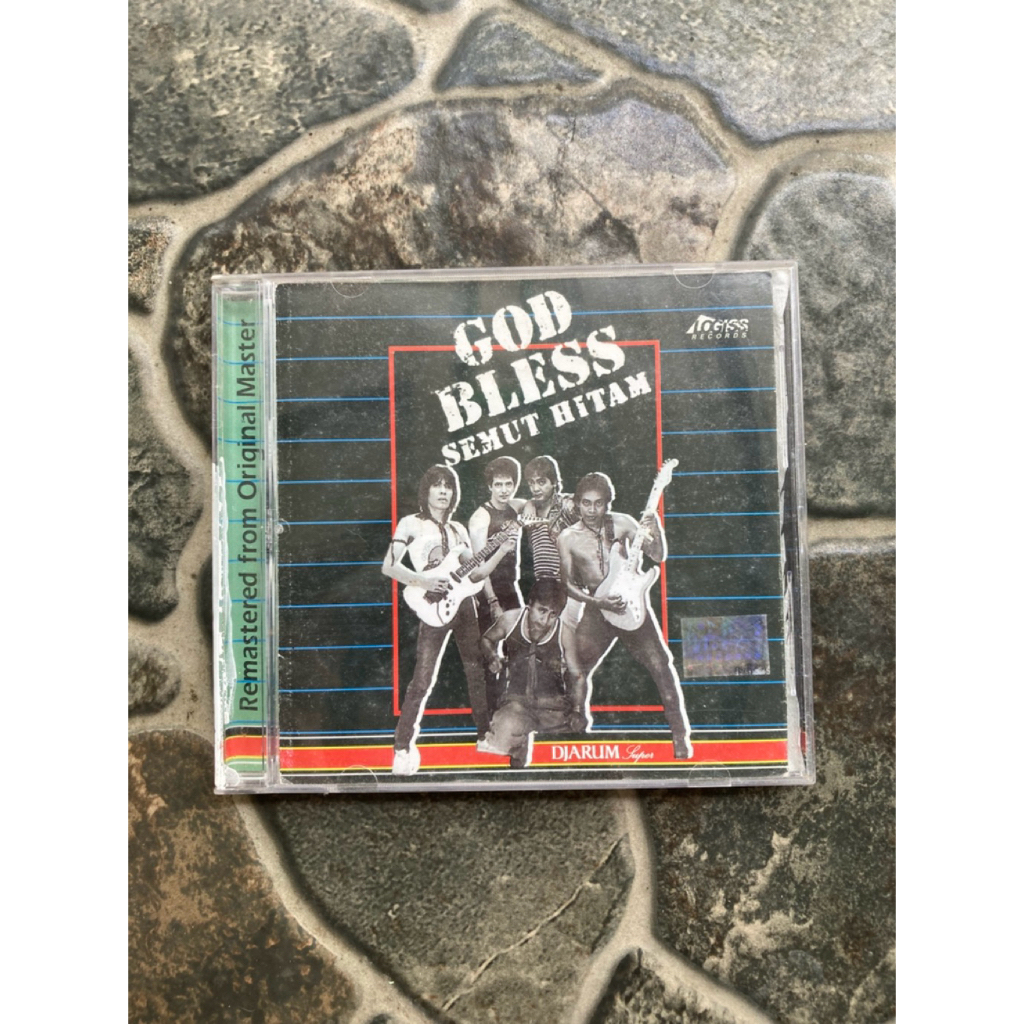 Remastered from Original Master
GOD
BLESS
SEMUT HiTAM
LOGISS
RECORDS
DJARUM Super